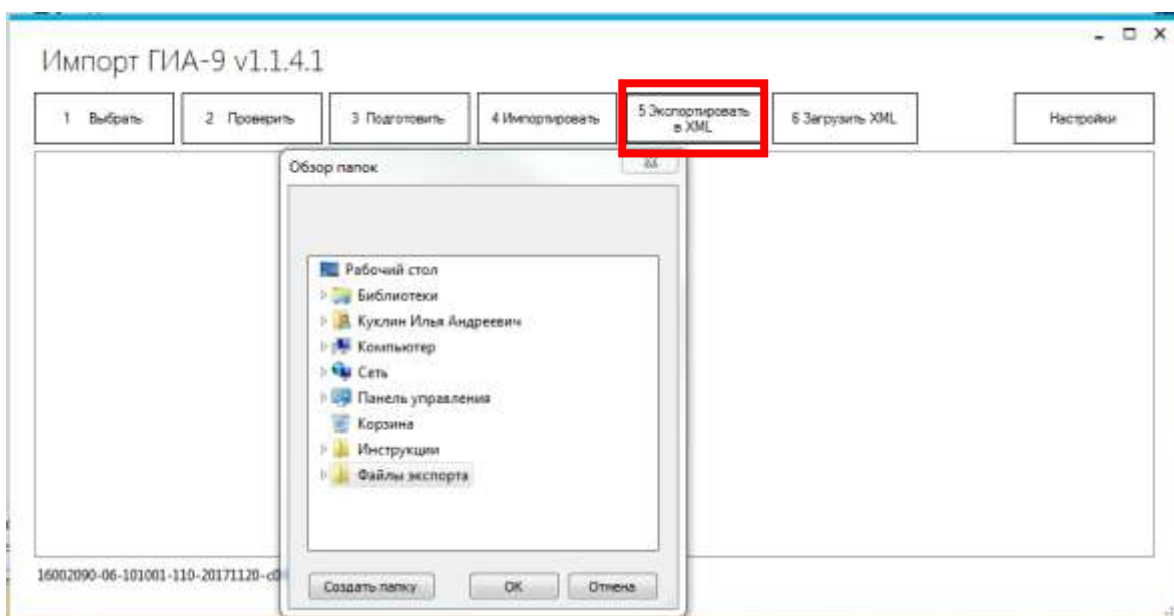 Импорт ГИА-9 v1.1.4.1
1 Выбрать
2 Проверить
3 Подготовить
4 Импортировать
5 Экспортировать
в XML
6 Загрузить XML
Настройки
Обзор папок
Рабочий стол
Библиотеки
Куклин Илья Андреевич
Компьютер
Сеть
Панель управления
Корзина
Инструкции
Файлы экспорта
16002090-06-101001-110-20171120-c0
Создать папку
OK
Отмена